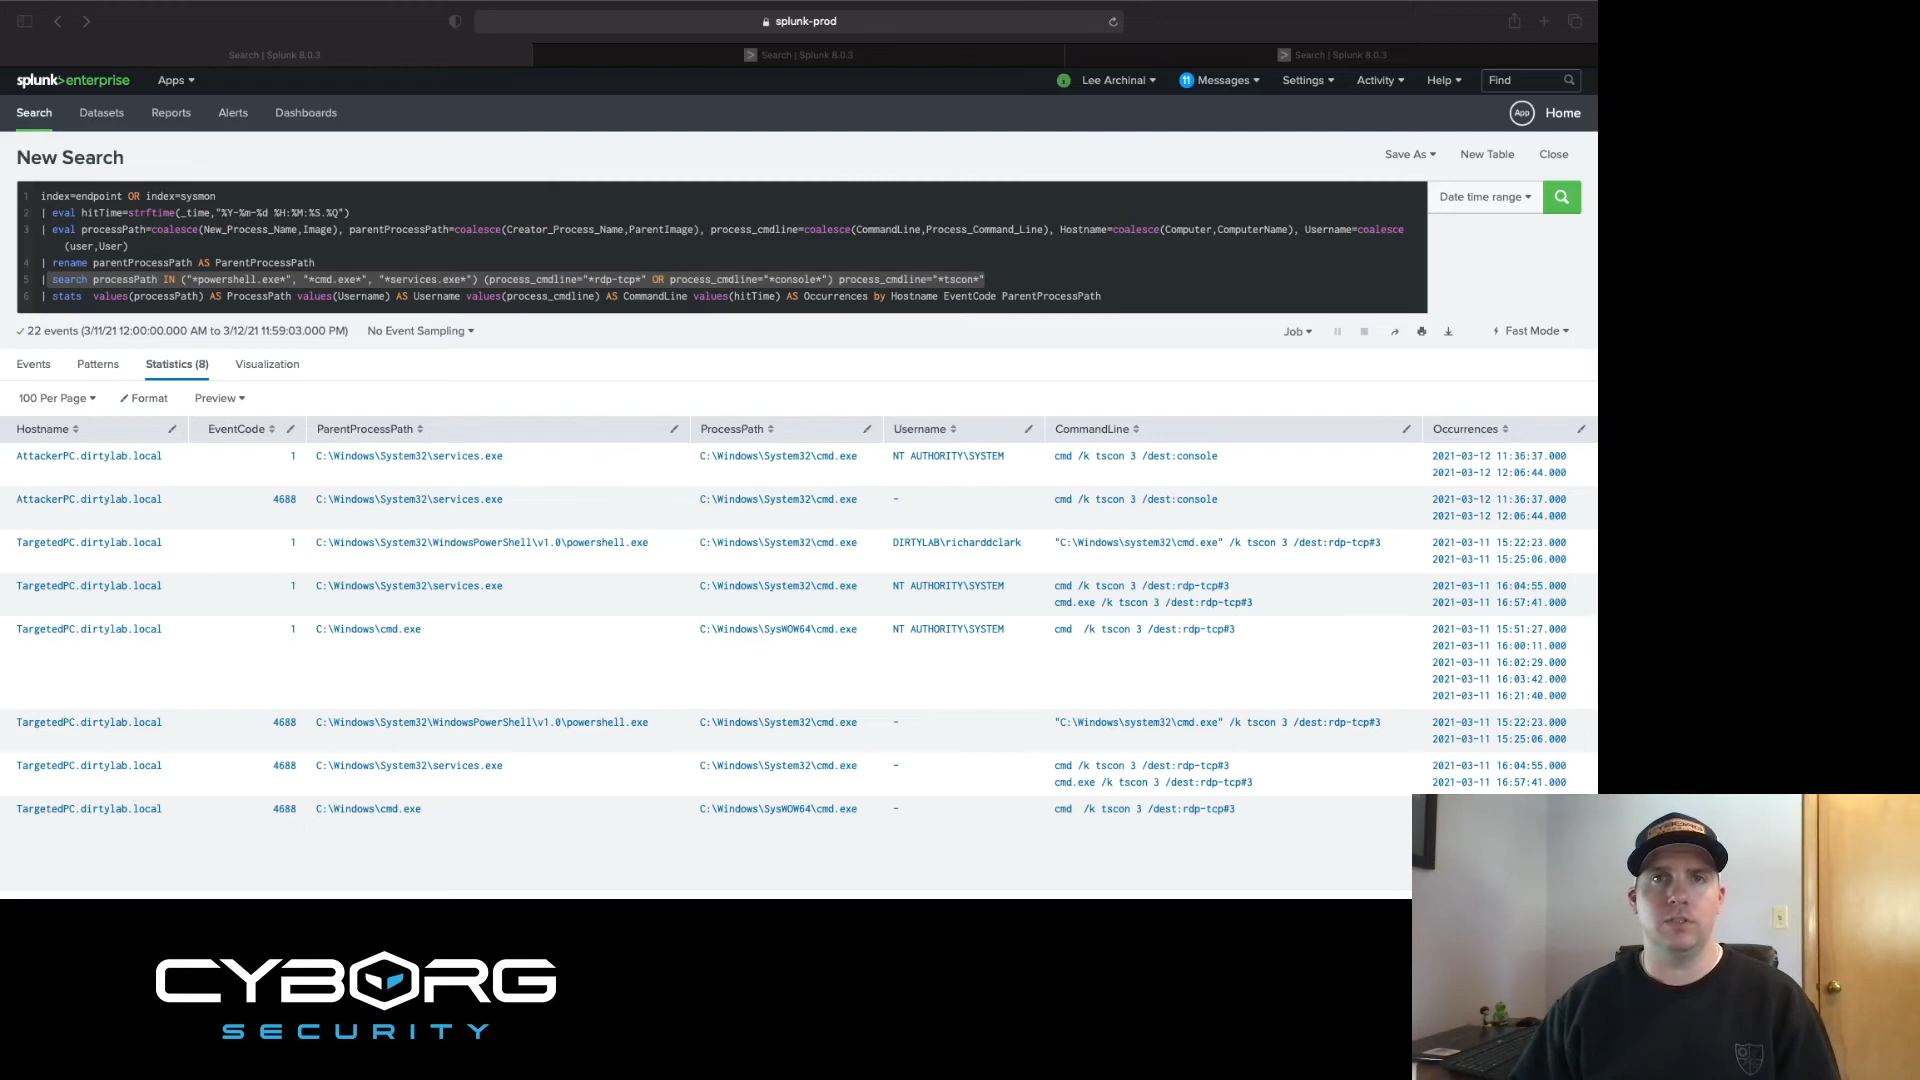 splunk-prod
Search | Splunk 8.0.3
Search | Splunk 8.0.3
Search | Splunk 8.0.3
splunk>enterprise
Apps
Lee Archinal
11 Messages
Settings
Activity
Help
Find
Search
Datasets
Reports
Alerts
Dashboards
App
Home
New Search
Save As
New Table
Close
1 index=endpoint OR index=sysmon
2 | eval hitTime=strftime(_time,"%Y-%m-%d %H:%M:%S.%Q")
3 | eval processPath=coalesce(New_Process_Name,Image), parentProcessPath=coalesce(Creator_Process_Name,ParentImage), process_cmdline=coalesce(CommandLine,Process_Command_Line), Hostname=coalesce(Computer,ComputerName), Username=coalesce
(user,User)
4 | rename parentProcessPath AS ParentProcessPath
5 | search processPath IN ("*powershell.exe*", "*cmd.exe*", "*services.exe*") (process_cmdline="*rdp-tcp*" OR process_cmdline="*console*") process_cmdline="*tscon*"
6 | stats values(processPath) AS ProcessPath values(Username) AS Username values(process_cmdline) AS CommandLine values(hitTime) AS Occurrences by Hostname EventCode ParentProcessPath
Date time range
22 events (3/11/21 12:00:00.000 AM to 3/12/21 11:59:03.000 PM)
No Event Sampling
Job
Fast Mode
Events
Patterns
Statistics (8)
Visualization
100 Per Page
Format
Preview
Hostname EventCode ParentProcessPath ProcessPath Username CommandLine Occurrences
AttackerPC.dirtylab.local 1 C:\Windows\System32\services.exe C:\Windows\System32\cmd.exe NT AUTHORITY\SYSTEM cmd /k tscon 3 /dest:console 2021-03-12 11:36:37.000
2021-03-12 12:06:44.000
AttackerPC.dirtylab.local 4688 C:\Windows\System32\services.exe C:\Windows\System32\cmd.exe - cmd /k tscon 3 /dest:console 2021-03-12 11:36:37.000
2021-03-12 12:06:44.000
TargetedPC.dirtylab.local 1 C:\Windows\System32\WindowsPowerShell\v1.0\powershell.exe C:\Windows\System32\cmd.exe DIRTYLAB\richarddclark "C:\Windows\system32\cmd.exe" /k tscon 3 /dest:rdp-tcp#3 2021-03-11 15:22:23.000
2021-03-11 15:25:06.000
TargetedPC.dirtylab.local 1 C:\Windows\System32\services.exe C:\Windows\System32\cmd.exe NT AUTHORITY\SYSTEM cmd /k tscon 3 /dest:rdp-tcp#3 2021-03-11 16:04:55.000
cmd.exe /k tscon 3 /dest:rdp-tcp#3 2021-03-11 16:57:41.000
TargetedPC.dirtylab.local 1 C:\Windows\cmd.exe C:\Windows\SysWOW64\cmd.exe NT AUTHORITY\SYSTEM cmd /k tscon 3 /dest:rdp-tcp#3 2021-03-11 15:51:27.000
2021-03-11 16:00:11.000
2021-03-11 16:02:29.000
2021-03-11 16:03:42.000
2021-03-11 16:21:40.000
TargetedPC.dirtylab.local 4688 C:\Windows\System32\WindowsPowerShell\v1.0\powershell.exe C:\Windows\System32\cmd.exe - "C:\Windows\system32\cmd.exe" /k tscon 3 /dest:rdp-tcp#3 2021-03-11 15:22:23.000
2021-03-11 15:25:06.000
TargetedPC.dirtylab.local 4688 C:\Windows\System32\services.exe C:\Windows\System32\cmd.exe - cmd /k tscon 3 /dest:rdp-tcp#3 2021-03-11 16:04:55.000
cmd.exe /k tscon 3 /dest:rdp-tcp#3 2021-03-11 16:57:41.000
TargetedPC.dirtylab.local 4688 C:\Windows\cmd.exe C:\Windows\SysWOW64\cmd.exe - cmd /k tscon 3 /dest:rdp-tcp#3
CYBORG
CYBORG
SECURITY